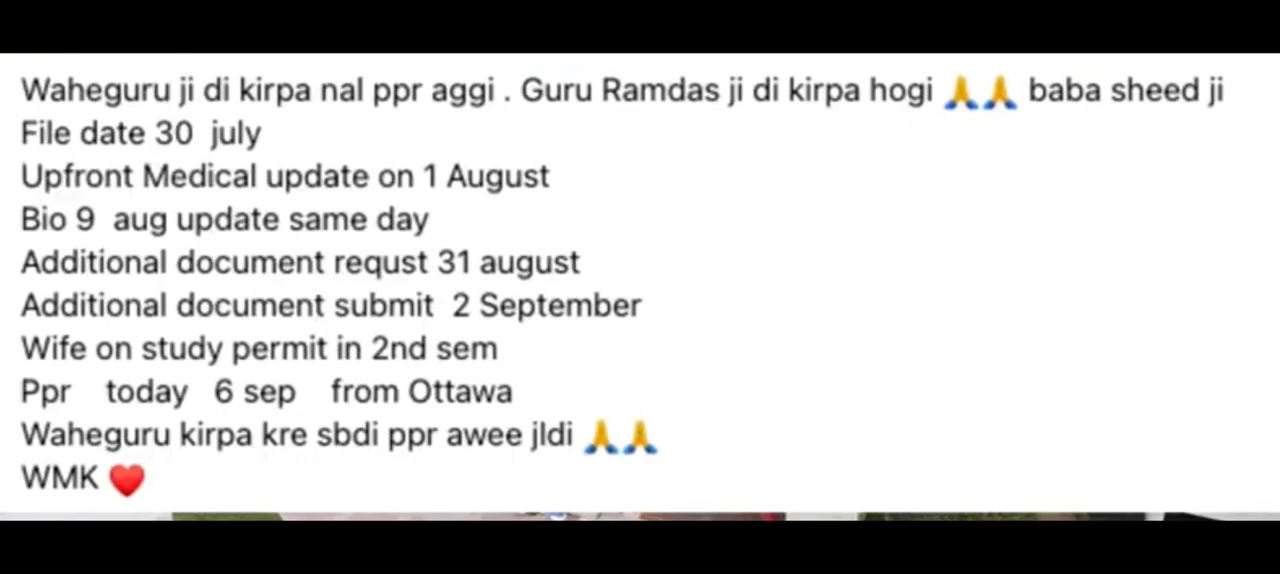 Waheguru ji di kirpa nal ppr aggi . Guru Ramdas ji di kirpa hogi 🙏🙏 baba sheed ji
File date 30 july
Upfront Medical update on 1 August
Bio 9 aug update same day
Additional document requst 31 august
Additional document submit 2 September
Wife on study permit in 2nd sem
Ppr today 6 sep from Ottawa
Waheguru kirpa kre sbdi ppr awee jldi 🙏🙏
WMK ♥️